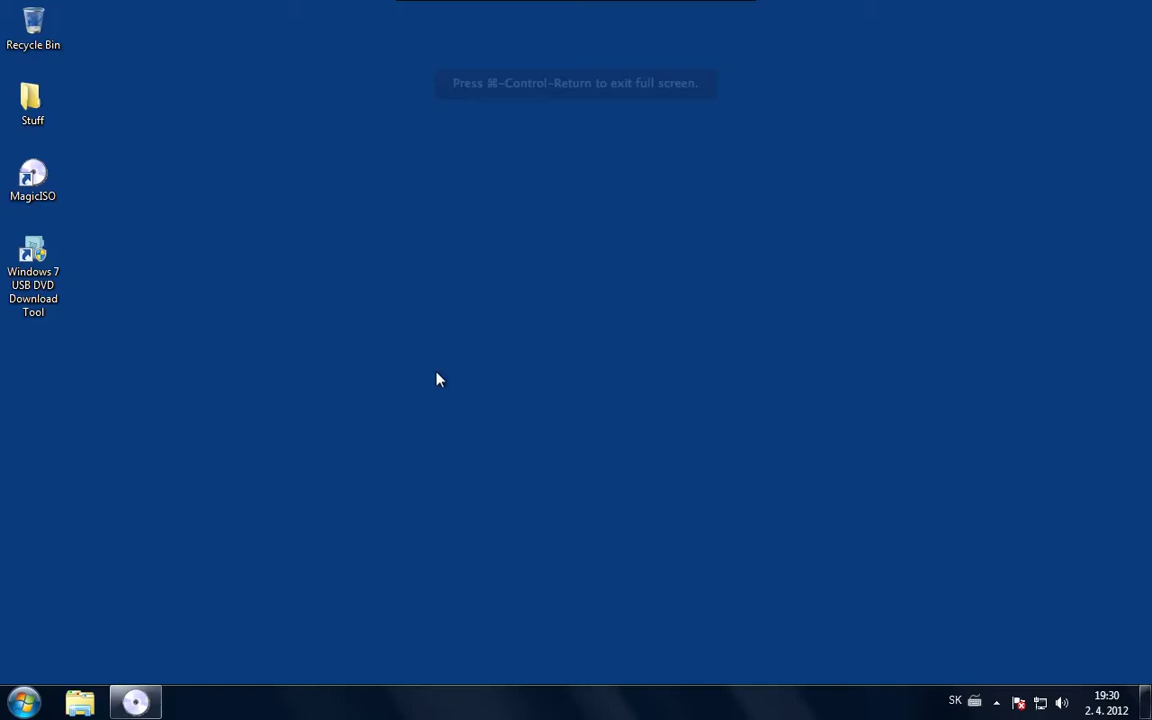 Recycle Bin
Press ⌘-Control-Return to exit full screen.
Stuff
MagicISO
Windows 7
USB DVD
Download
Tool
SK
19:30
2. 4. 2012